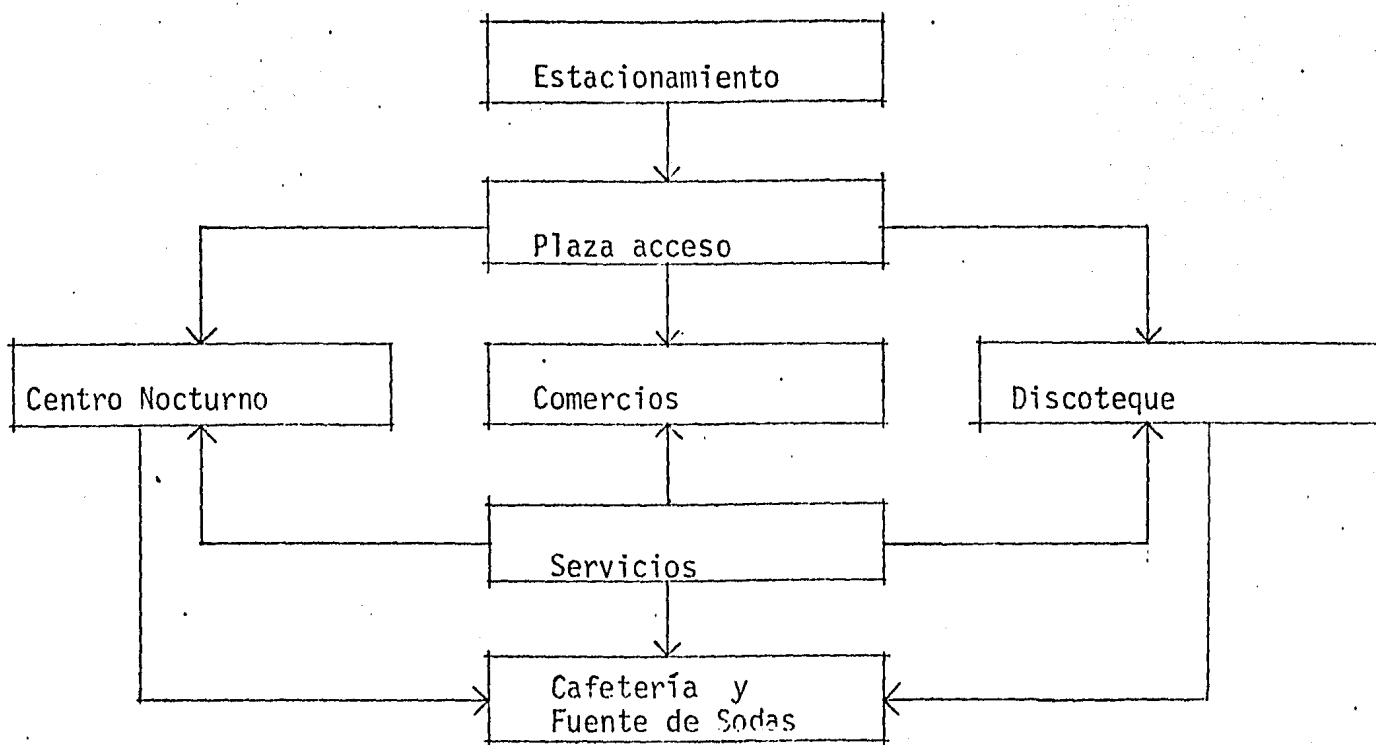 Estacionamiento
Plaza acceso
Centro Nocturno
Comercios
Discoteque
Servicios
Cafetería y
Fuente de Sodas